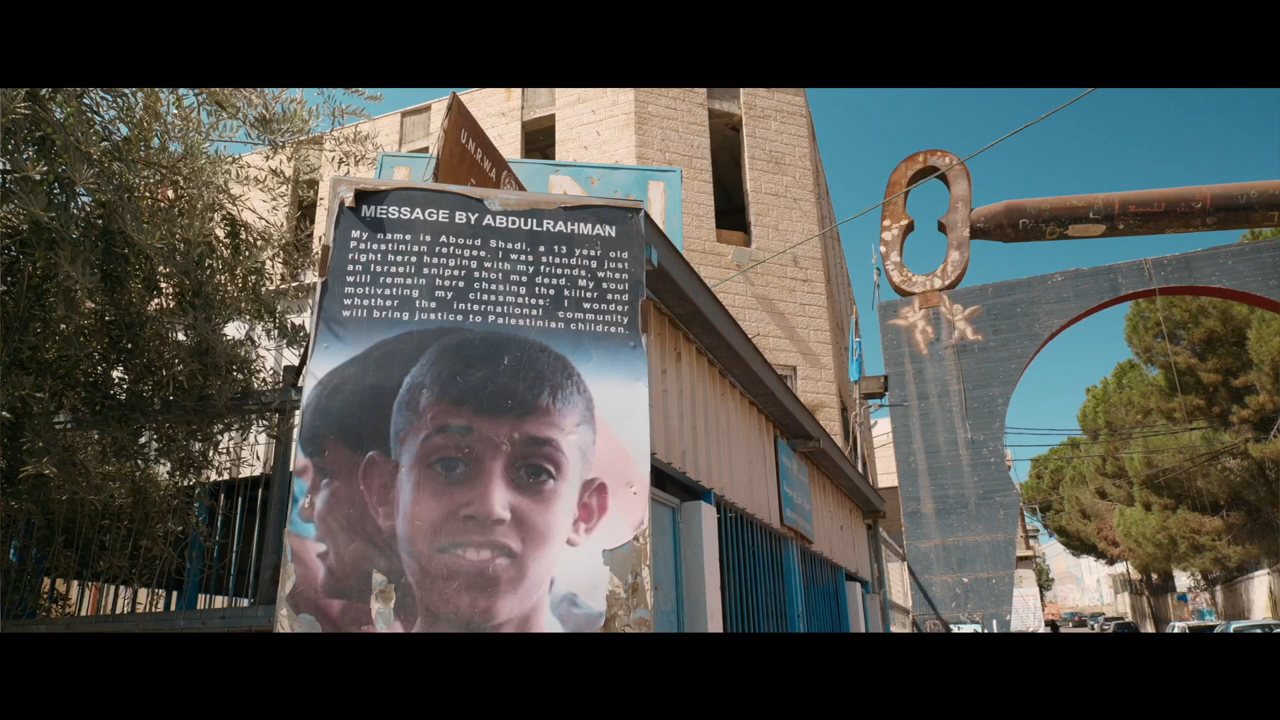 U.N.R.W.A
MESSAGE BY ABDULRAHMAN
My name is Aboud Shadi, a 13 year old
Palestinian refugee. I was standing just
right here hanging with my friends, when
an Israeli sniper shot me dead. My soul
will remain here chasing the killer and
motivating my classmates: I wonder
whether the international community
will bring justice to Palestinian children.